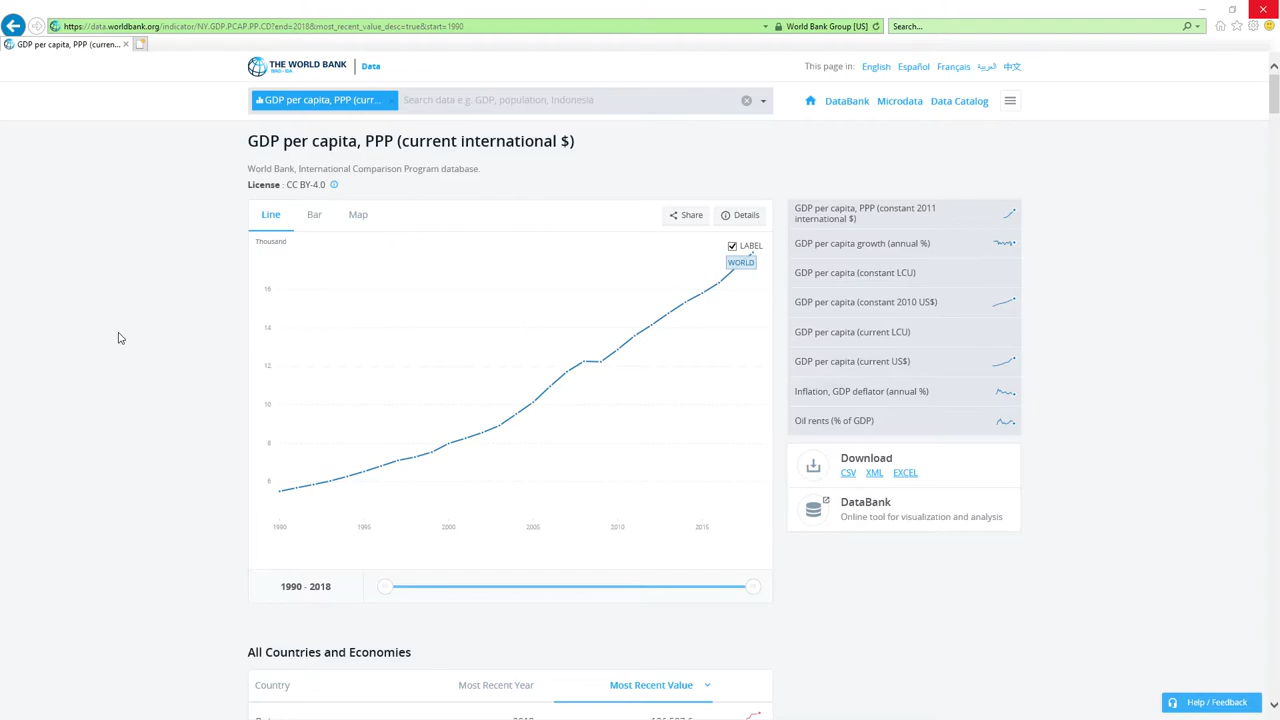 https://data.worldbank.org/indicator/NY.GDP.PCAP.PP.CD?end=2018&most_recent_value_desc=true&start=1990
World Bank Group [US]
Search...
GDP per capita, PPP (curren...
THE WORLD BANK
IBRD · IDA
Data
This page in: English Español Français العربية 中文
GDP per capita, PPP (curr...
Search data e.g. GDP, population, Indonesia
DataBank Microdata Data Catalog
GDP per capita, PPP (current international $)
World Bank, International Comparison Program database.
License : CC BY-4.0
Line Bar Map
Share
Details
Thousand
LABEL
WORLD
16
14
12
10
8
6
1990 1995 2000 2005 2010 2015
1990 - 2018
GDP per capita, PPP (constant 2011
international $)
GDP per capita growth (annual %)
GDP per capita (constant LCU)
GDP per capita (constant 2010 US$)
GDP per capita (current LCU)
GDP per capita (current US$)
Inflation, GDP deflator (annual %)
Oil rents (% of GDP)
Download
CSV XML EXCEL
DataBank
Online tool for visualization and analysis
All Countries and Economies
Country Most Recent Year Most Recent Value
Help / Feedback